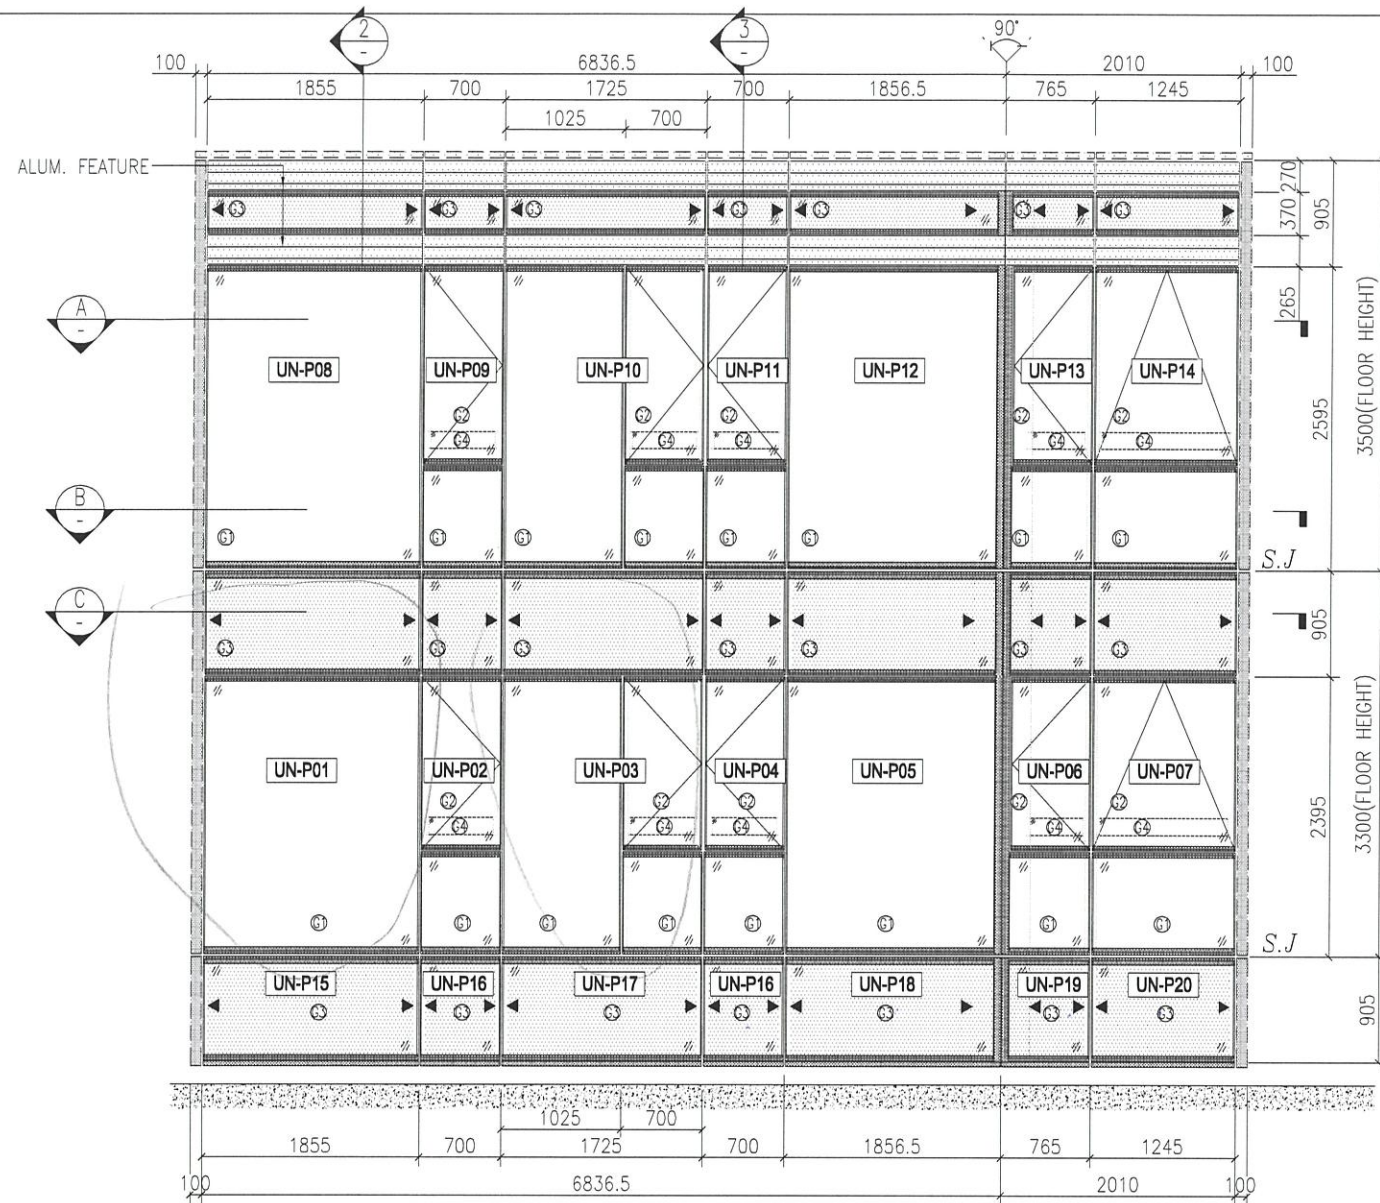 2
-
3
-
90°
100 6836.5 2010 100
1855 700 1725 700 1856.5 765 1245
1025 700
ALUM. FEATURE
G3 G3 G3 G3 G3 G3 G3
270
370
905
265
2595
3500(FLOOR HEIGHT)
A
-
UN-P08 UN-P09 UN-P10 UN-P11 UN-P12 UN-P13 UN-P14
G2 G2 G2 G2 G2
G4 G4 G4 G4 G4
B
-
G1 G1 G1 G1 G1 G1 G1 G1
S.J
C
-
905
G3 G3 G3 G3 G3 G3 G3
UN-P01 UN-P02 UN-P03 UN-P04 UN-P05 UN-P06 UN-P07
G2 G2 G2 G2 G2
G4 G4 G4 G4 G4
2395
3300(FLOOR HEIGHT)
G1 G1 G1 G1 G1 G1 G1 G1
S.J
UN-P15 UN-P16 UN-P17 UN-P16 UN-P18 UN-P19 UN-P20
G3 G3 G3 G3 G3 G3 G3
905
1025 700
1855 700 1725 700 1856.5 765 1245
100 6836.5 2010 100